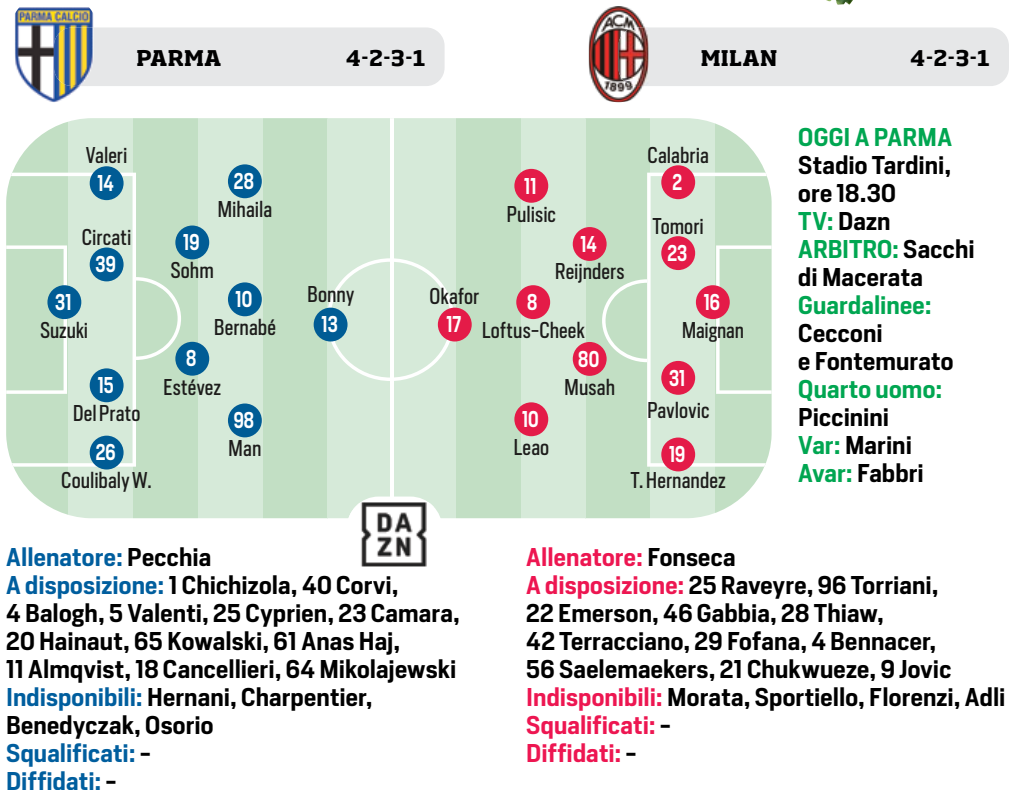 PARMA CALCIO
PARMA 4-2-3-1
ACM
1899
MILAN 4-2-3-1
Valeri
14
28
Mihaila
Circati
39
19
Sohm
31
Suzuki
10
Bernabé
Bonny
13
8
Estévez
15
Del Prato
98
Man
26
Coulibaly W.
11
Pulisic
Calabria
2
14
Reijnders
Tomori
23
Okafor
17
8
Loftus-Cheek
16
Maignan
80
Musah
31
Pavlovic
10
Leao
19
T. Hernandez
DA
ZN
OGGI A PARMA
Stadio Tardini,
ore 18.30
TV: Dazn
ARBITRO: Sacchi
di Macerata
Guardalinee:
Cecconi
e Fontemurato
Quarto uomo:
Piccinini
Var: Marini
Avar: Fabbri
Allenatore: Pecchia
A disposizione: 1 Chichizola, 40 Corvi,
4 Balogh, 5 Valenti, 25 Cyprien, 23 Camara,
20 Hainaut, 65 Kowalski, 61 Anas Haj,
11 Almqvist, 18 Cancellieri, 64 Mikolajewski
Indisponibili: Hernani, Charpentier,
Benedyczak, Osorio
Squalificati: -
Diffidati: -
Allenatore: Fonseca
A disposizione: 25 Raveyre, 96 Torriani,
22 Emerson, 46 Gabbia, 28 Thiaw,
42 Terracciano, 29 Fofana, 4 Bennacer,
56 Saelemaekers, 21 Chukwueze, 9 Jovic
Indisponibili: Morata, Sportiello, Florenzi, Adli
Squalificati: -
Diffidati: -